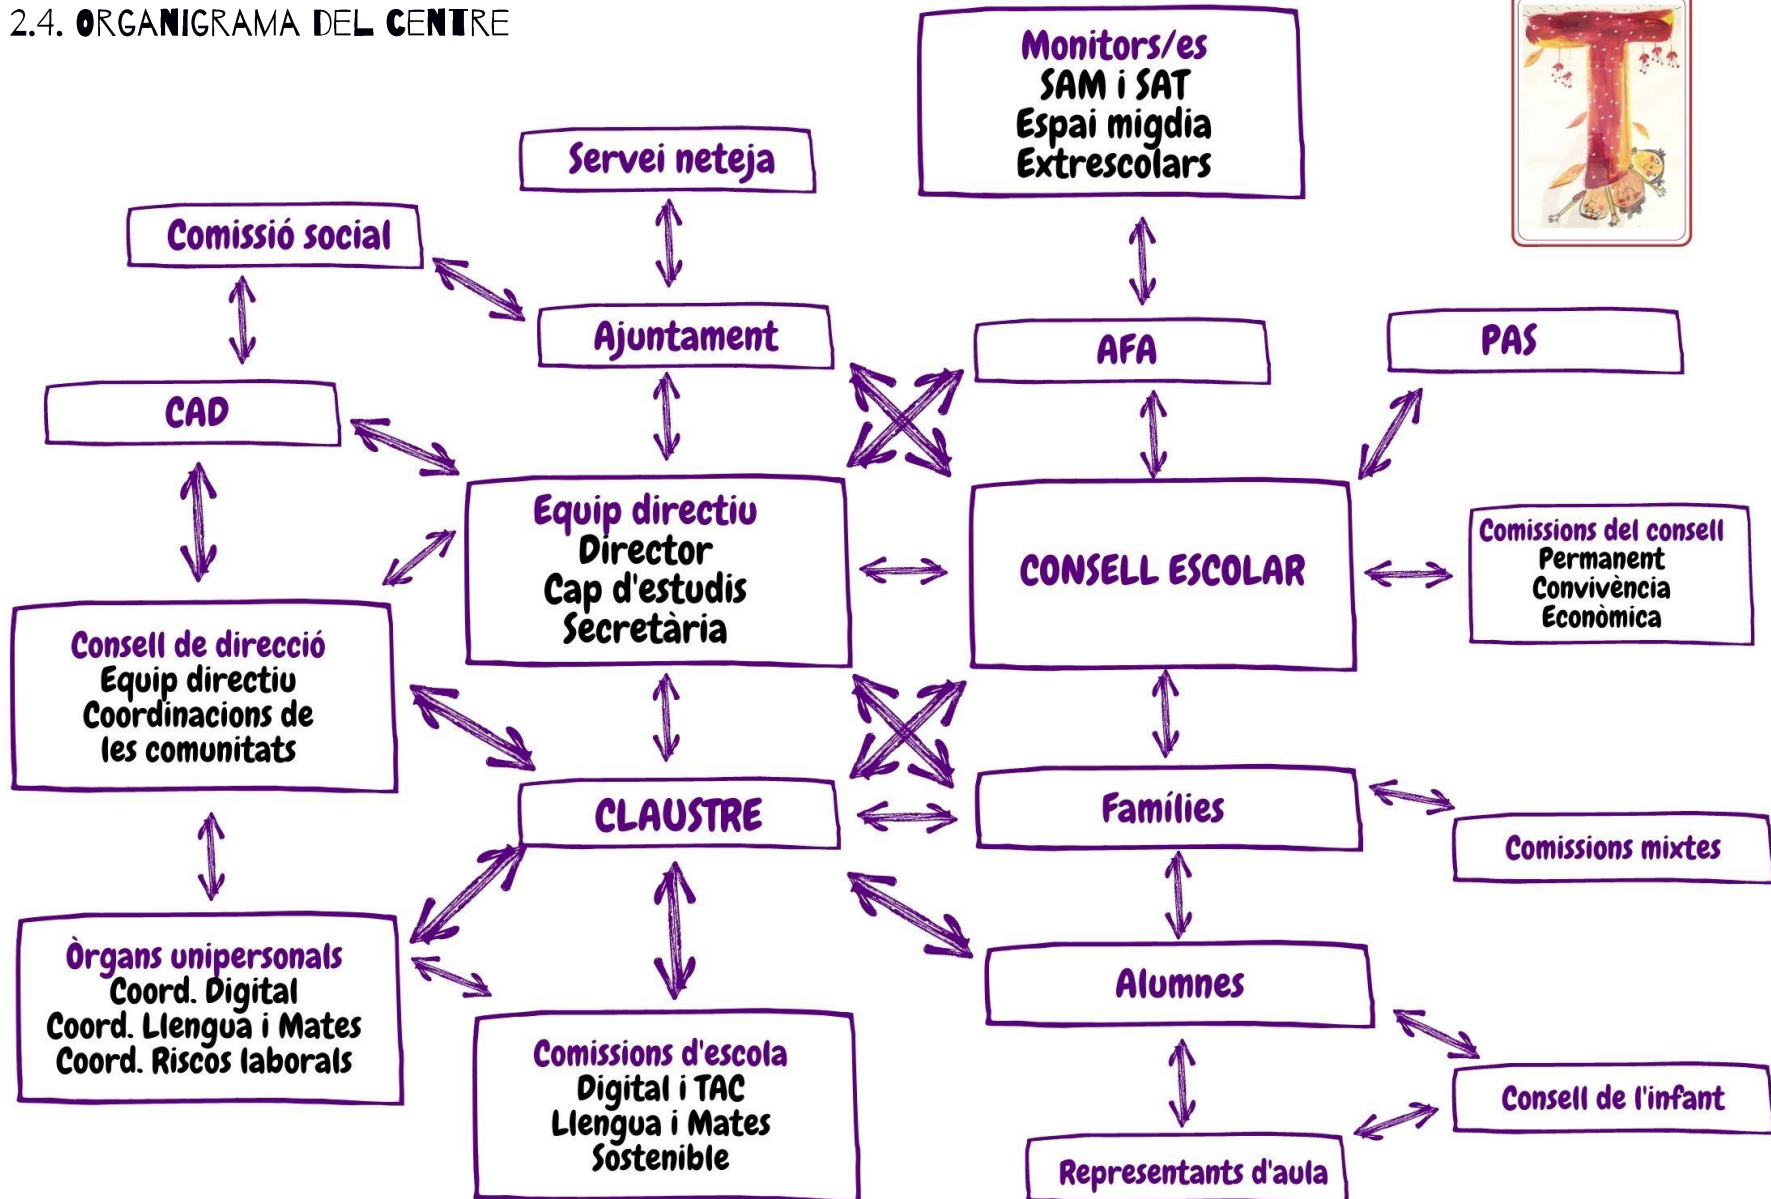 2.4. ORGANIGRAMA DEL CENTRE
Monitors/es
SAM i SAT
Espai migdia
Extrescolars
Servei neteja
Comissió social
Ajuntament
AFA
PAS
CAD
Equip directiu
Director
Cap d'estudis
Secretària
CONSELL ESCOLAR
Comissions del consell
Permanent
Convivència
Econòmica
Consell de direcció
Equip directiu
Coordinacions de
les comunitats
CLAUSTRE
Famílies
Comissions mixtes
Òrgans unipersonals
Coord. Digital
Coord. Llengua i Mates
Coord. Riscos laborals
Alumnes
Comissions d'escola
Digital i TAC
Llengua i Mates
Sostenible
Consell de l'infant
Representants d'aula
T